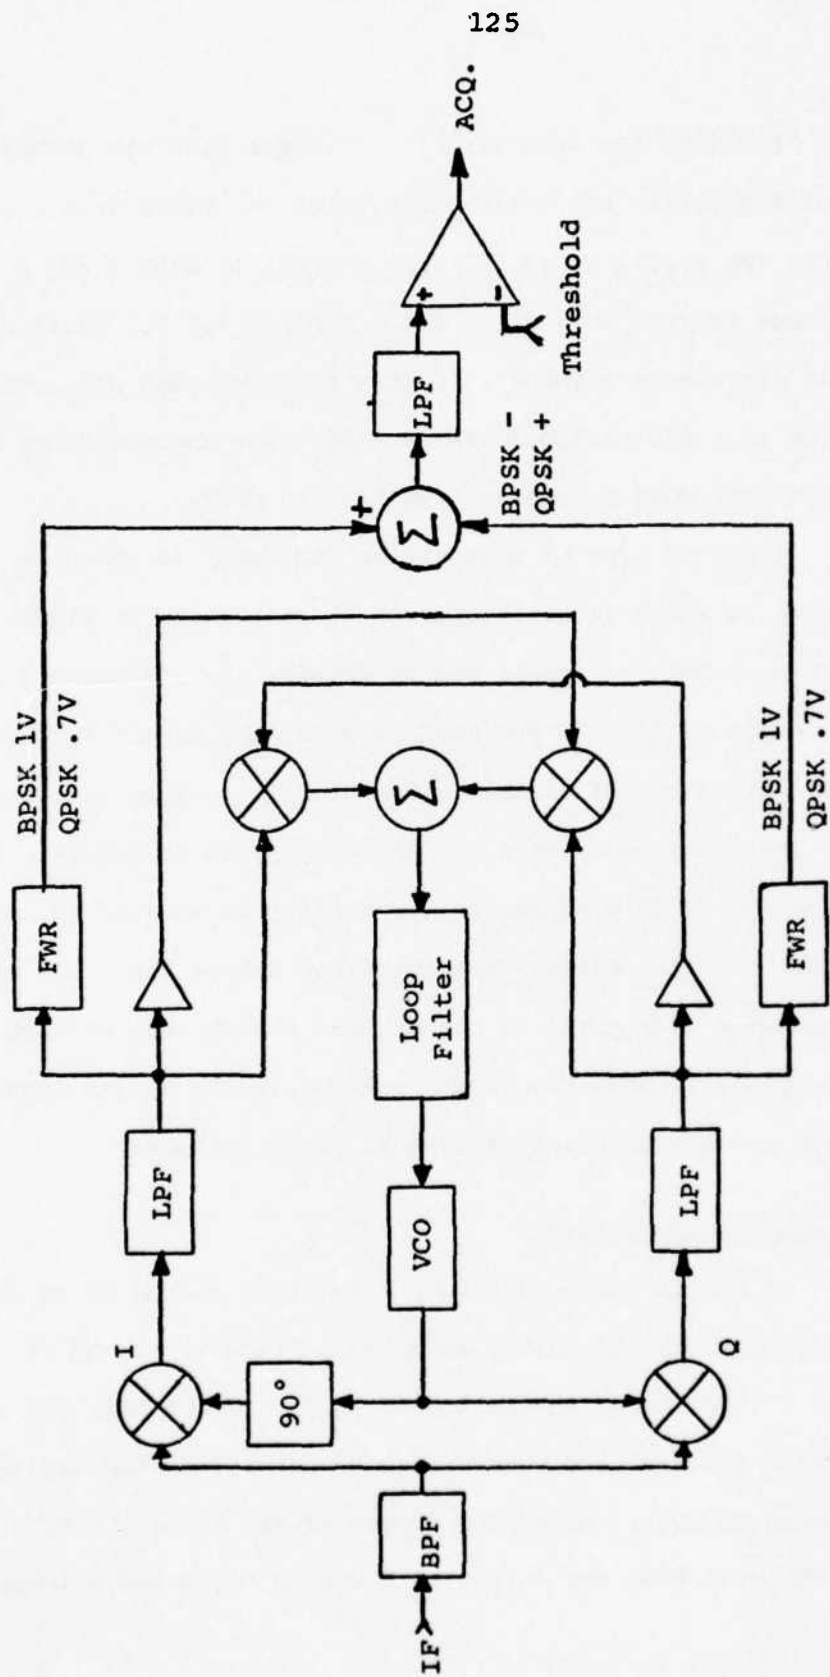 125
IF
BPF
I
90°
Q
LPF
LPF
VCO
Loop
Filter
FWR
FWR
BPSK 1V
QPSK .7V
Σ
BPSK 1V
QPSK .7V
+
Σ
BPSK -
QPSK +
LPF
+
-
Threshold
ACQ.